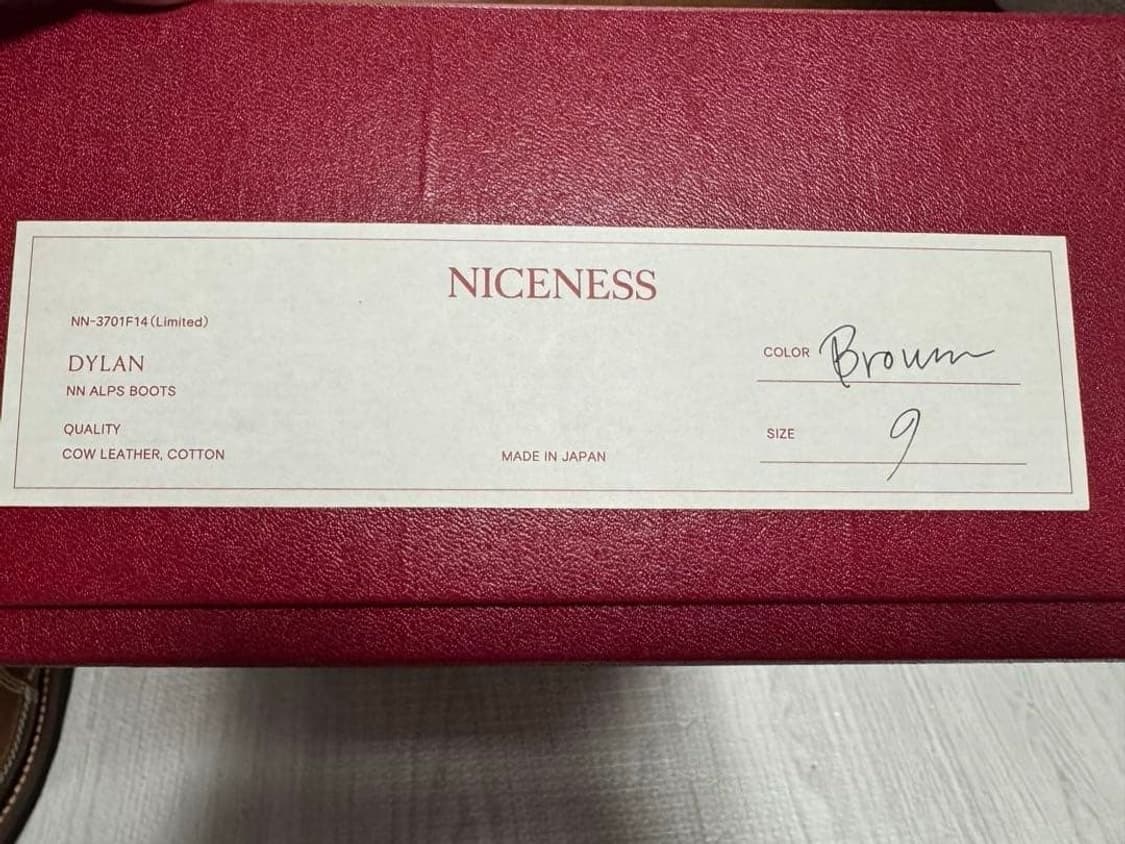 NICENESS
NN-3701F14(Limited)
DYLAN
NN ALPS BOOTS
QUALITY
COW LEATHER, COTTON
MADE IN JAPAN
COLOR Brown
SIZE 9